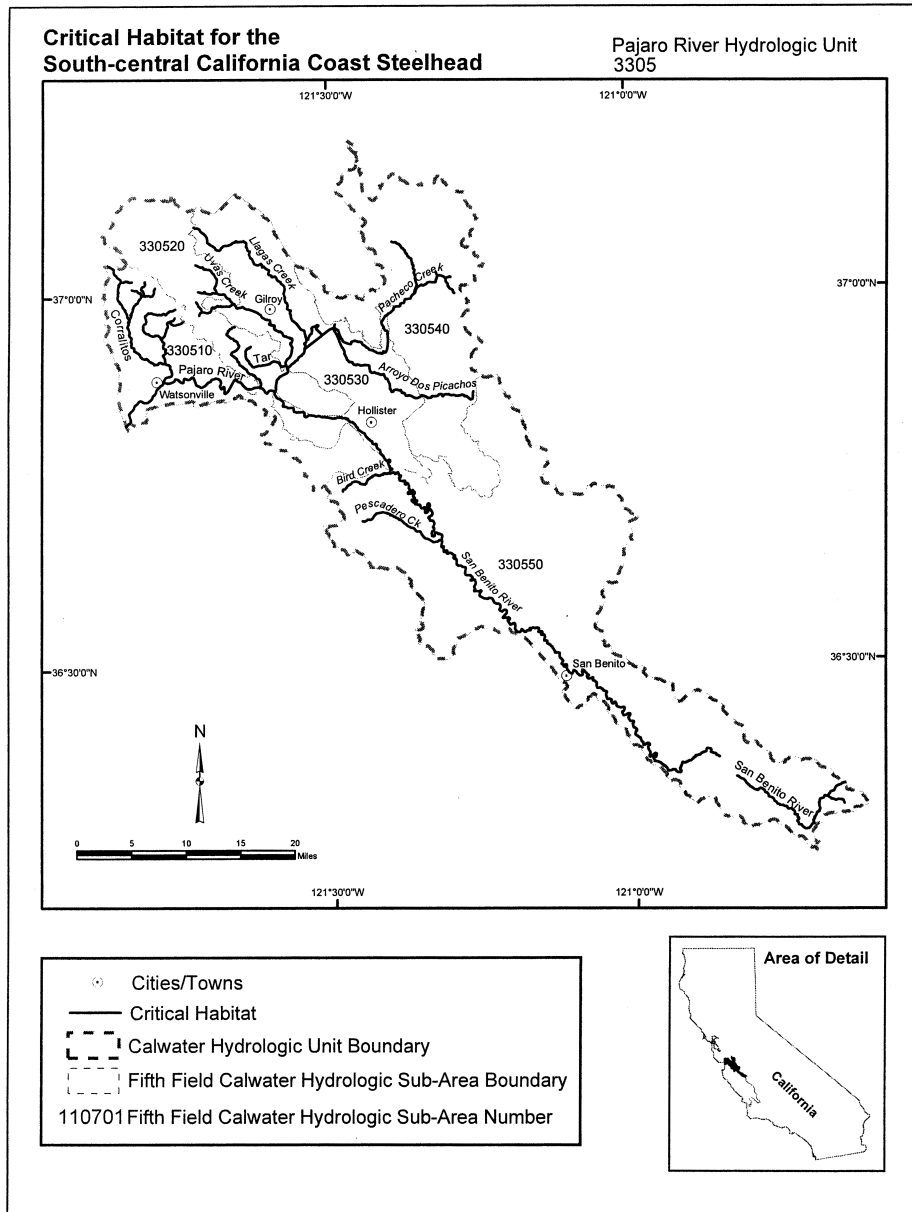 Critical Habitat for the
South-central California Coast Steelhead
Pajaro River Hydrologic Unit
3305
121°30'0"W
121°0'0"W
37°0'0"N
37°0'0"N
330520
Llagas Creek
Uvas Creek
Gilroy
Pacheco Creek
330540
Corralitos
330510
Tar
Pajaro River
330530
Arroyo Dos Picachos
Watsonville
Hollister
Bird Creek
Pescadero Ck
330550
San Benito River
36°30'0"N
36°30'0"N
San Benito
San Benito River
N
0 5 10 15 20
Miles
121°30'0"W
121°0'0"W
Cities/Towns
Critical Habitat
Calwater Hydrologic Unit Boundary
Fifth Field Calwater Hydrologic Sub-Area Boundary
110701 Fifth Field Calwater Hydrologic Sub-Area Number
Area of Detail
California